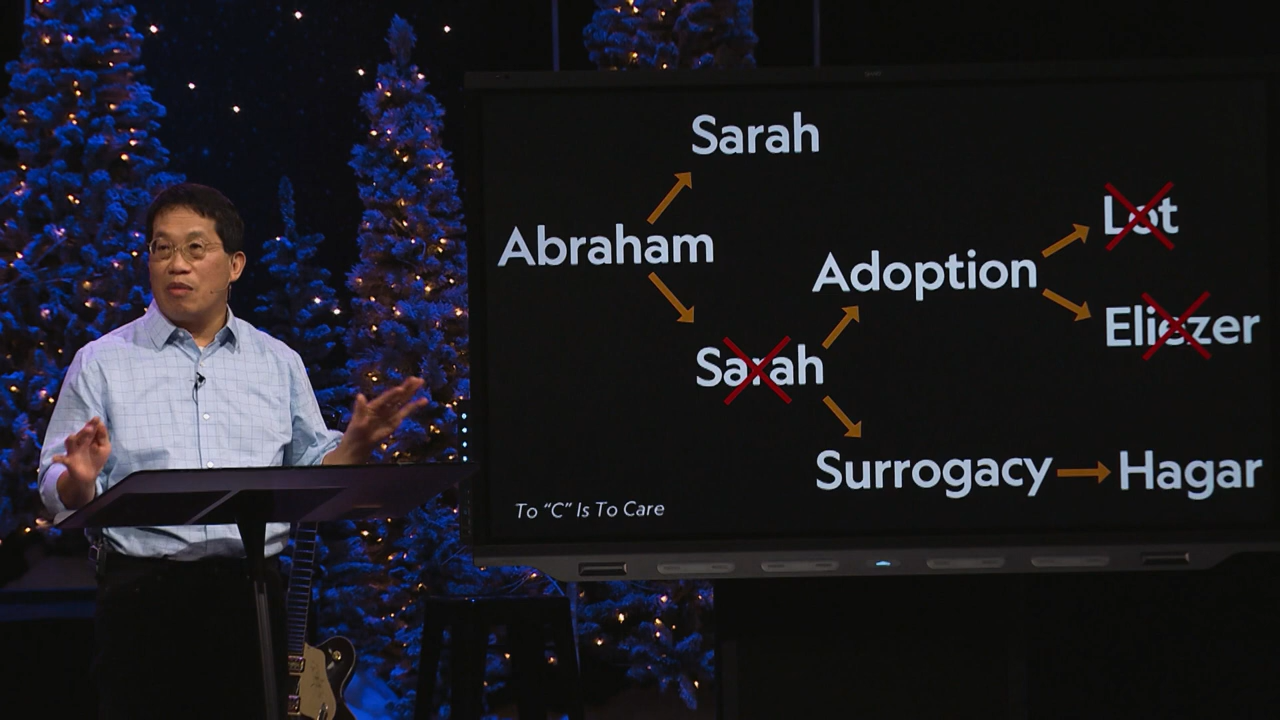 Sarah
Abraham
Lot
Adoption
Eliezer
Sarah
Surrogacy
Hagar
To “C” Is To Care